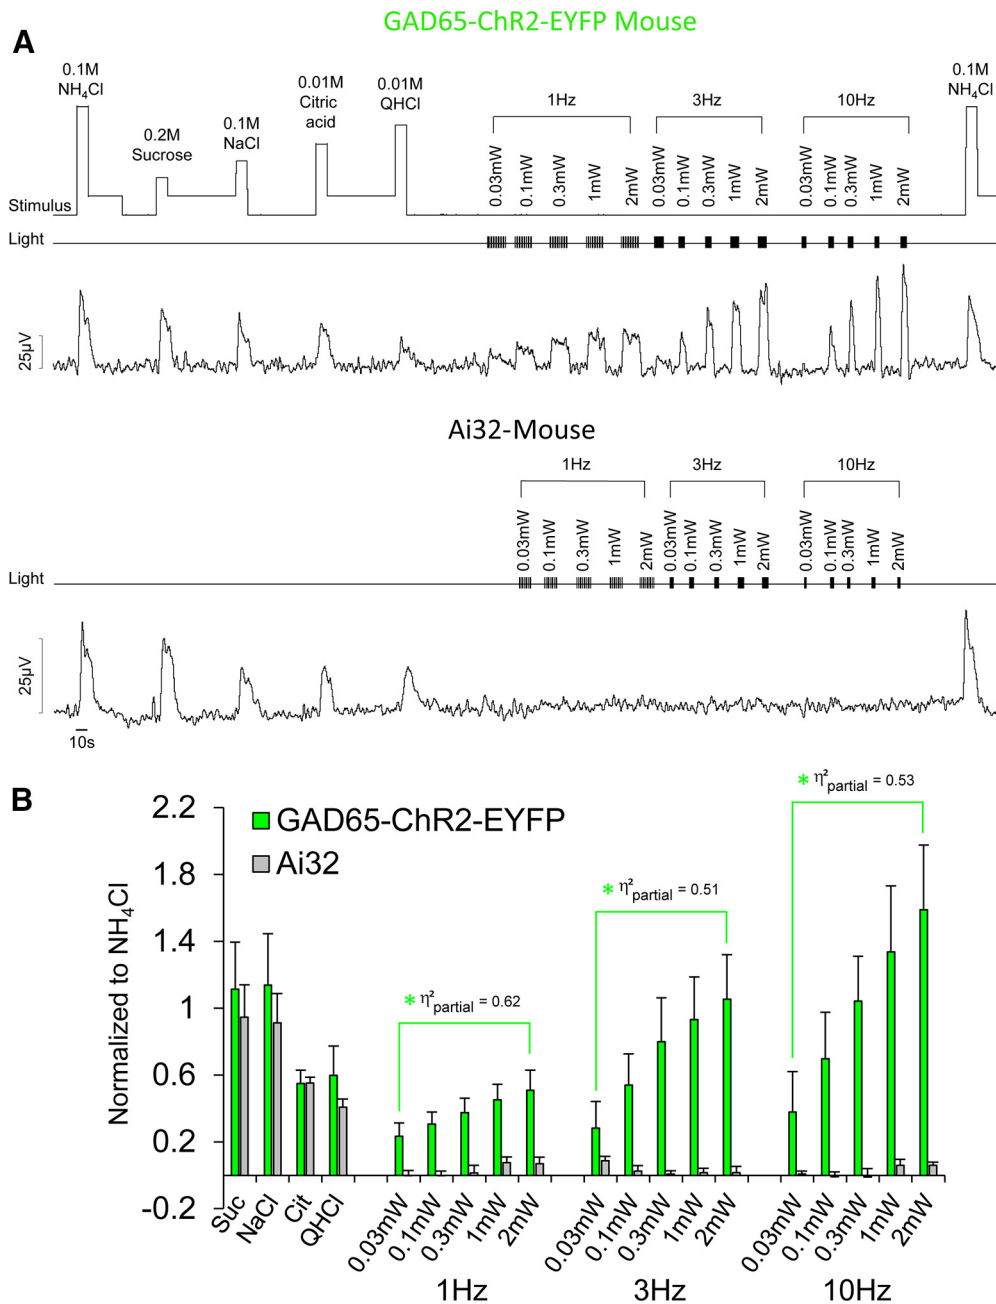 GAD65-ChR2-EYFP Mouse
A
0.1M
NH4Cl
0.2M
Sucrose
0.1M
NaCl
0.01M
Citric
acid
0.01M
QHCl
1Hz
3Hz
10Hz
0.1M
NH4Cl
0.03mW
0.1mW
0.3mW
1mW
2mW
0.03mW
0.1mW
0.3mW
1mW
2mW
0.03mW
0.1mW
0.3mW
1mW
2mW
Stimulus
Light
25µV
Ai32-Mouse
1Hz
3Hz
10Hz
0.03mW
0.1mW
0.3mW
1mW
2mW
0.03mW
0.1mW
0.3mW
1mW
2mW
0.03mW
0.1mW
0.3mW
1mW
2mW
Light
25µV
10s
B
Normalized to NH4Cl
2.2
1.8
1.4
1
0.6
0.2
-0.2
GAD65-ChR2-EYFP
Ai32
* η²partial = 0.62
* η²partial = 0.51
* η²partial = 0.53
Suc
NaCl
Cit
QHCl
0.03mW
0.1mW
0.3mW
1mW
2mW
0.03mW
0.1mW
0.3mW
1mW
2mW
0.03mW
0.1mW
0.3mW
1mW
2mW
1Hz
3Hz
10Hz